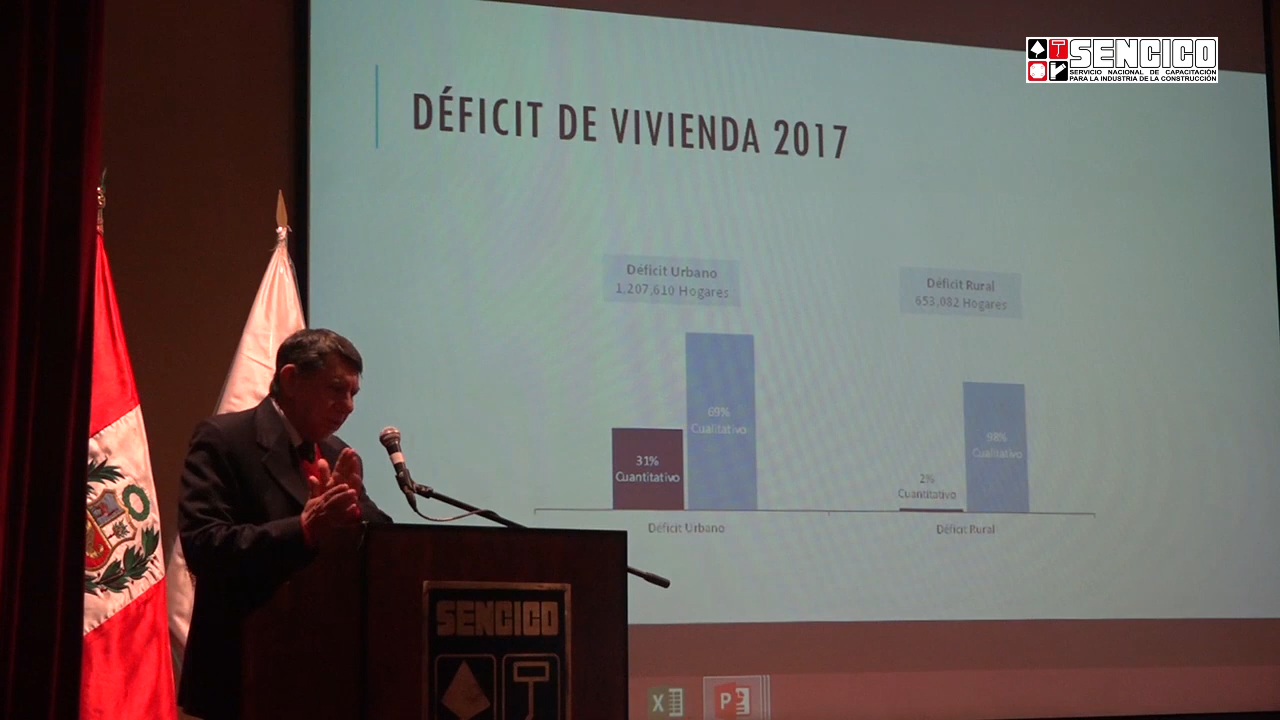 SENCICO
SERVICIO NACIONAL DE CAPACITACIÓN
PARA LA INDUSTRIA DE LA CONSTRUCCIÓN
DÉFICIT DE VIVIENDA 2017
Déficit Urbano
1,207,610 Hogares
Déficit Rural
653,082 Hogares
69%
Cualitativo
31%
Cuantitativo
98%
Cualitativo
2%
Cuantitativo
Déficit Urbano
Déficit Rural
SENCICO